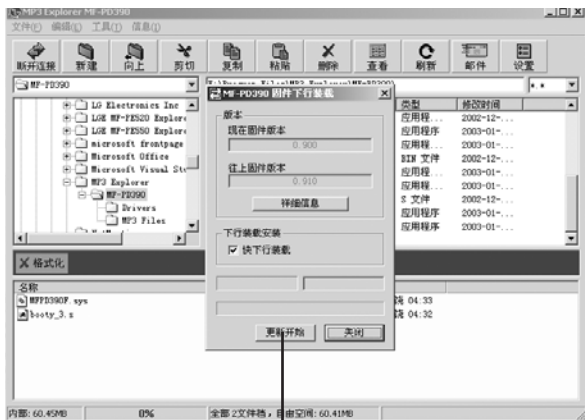 MP3 Explorer MF-PD390
文件(F) 编辑(E) 工具(T) 信息(I)
断开连接 新建 向上 剪切 复制 粘贴 删除 查看 刷新 邮件 设置
MF-PD390
*.*
LG Electronics Inc
LGE MF-FE520 Explore
LGE MF-FE550 Explore
microsoft frontpage
Microsoft Office
Microsoft Visual Stu
MP3 Explorer
MF-PD390
Drivers
MP3 Files
类型 修改时间
应用程... 2002-12-...
应用程序 2003-01-...
BIN 文件 2002-12-...
应用程... 2003-01-...
应用程... 2003-01-...
S 文件 2002-12-...
应用程序 2003-01-...
应用程序 2003-01-...
MF-PD390 固件下行装载
版本
现在固件版本
0.900
往上固件版本
0.910
详细信息
下行装载安装
快下行装载
更新开始 关闭
格式化
名称
MFPD390F.sys 04:33
booty_3.s 04:32
内部: 60.45MB 0% 全部 2文件档, 自由空间: 60.41MB